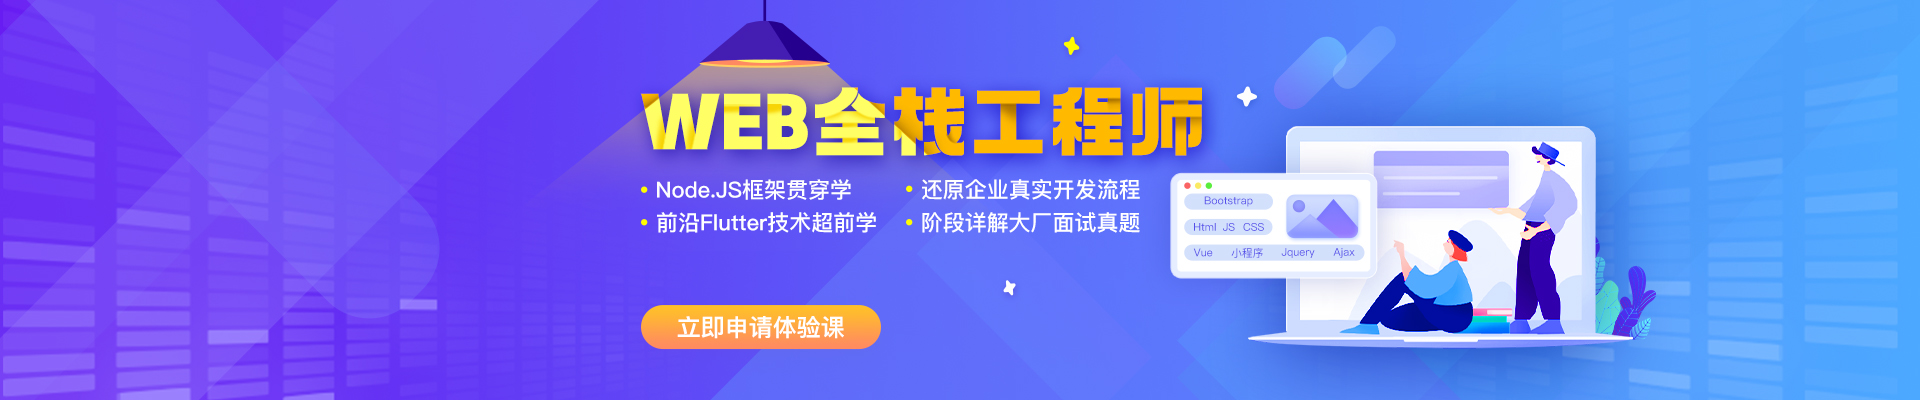 WEB全栈工程师
Node.JS框架贯穿学
还原企业真实开发流程
前沿Flutter技术超前学
阶段详解大厂面试真题
立即申请体验课
Bootstrap
Html JS CSS
Vue 小程序 Jquery Ajax